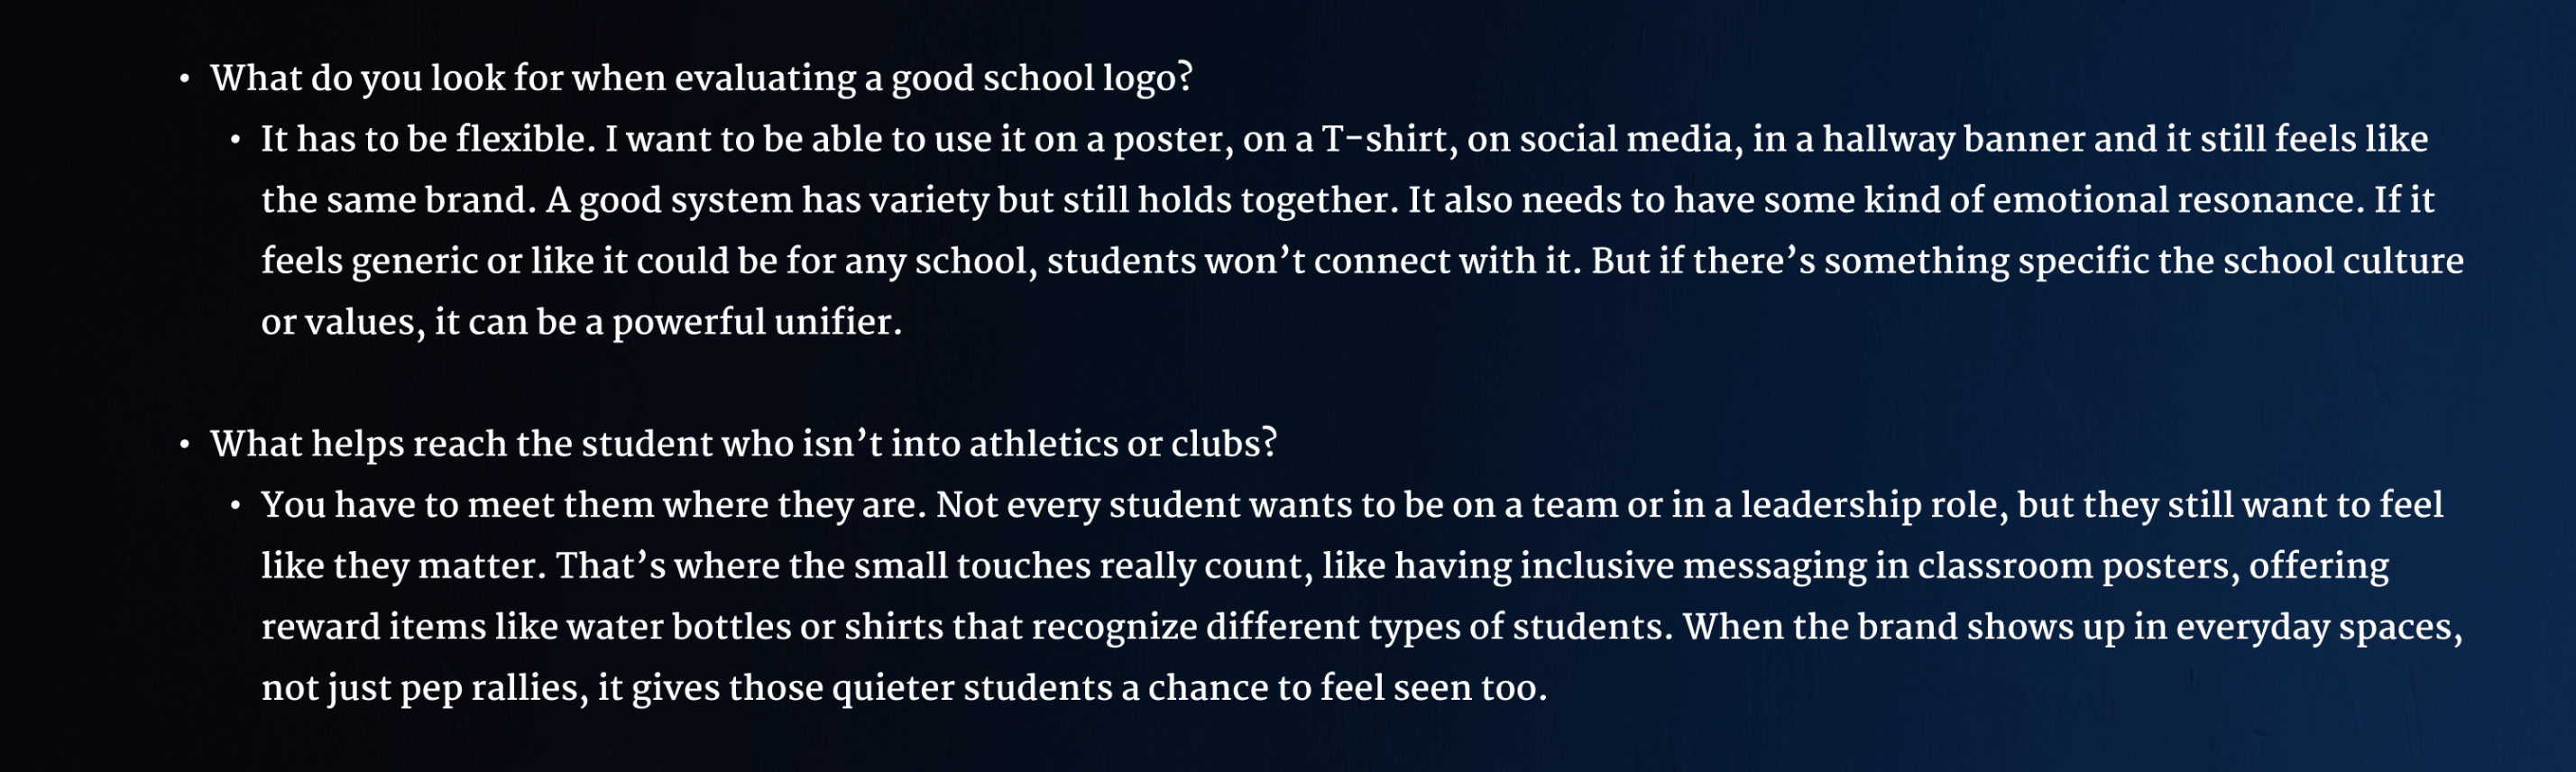 • What do you look for when evaluating a good school logo?
• It has to be flexible. I want to be able to use it on a poster, on a T-shirt, on social media, in a hallway banner and it still feels like
the same brand. A good system has variety but still holds together. It also needs to have some kind of emotional resonance. If it
feels generic or like it could be for any school, students won’t connect with it. But if there’s something specific the school culture
or values, it can be a powerful unifier.
• What helps reach the student who isn’t into athletics or clubs?
• You have to meet them where they are. Not every student wants to be on a team or in a leadership role, but they still want to feel
like they matter. That’s where the small touches really count, like having inclusive messaging in classroom posters, offering
reward items like water bottles or shirts that recognize different types of students. When the brand shows up in everyday spaces,
not just pep rallies, it gives those quieter students a chance to feel seen too.